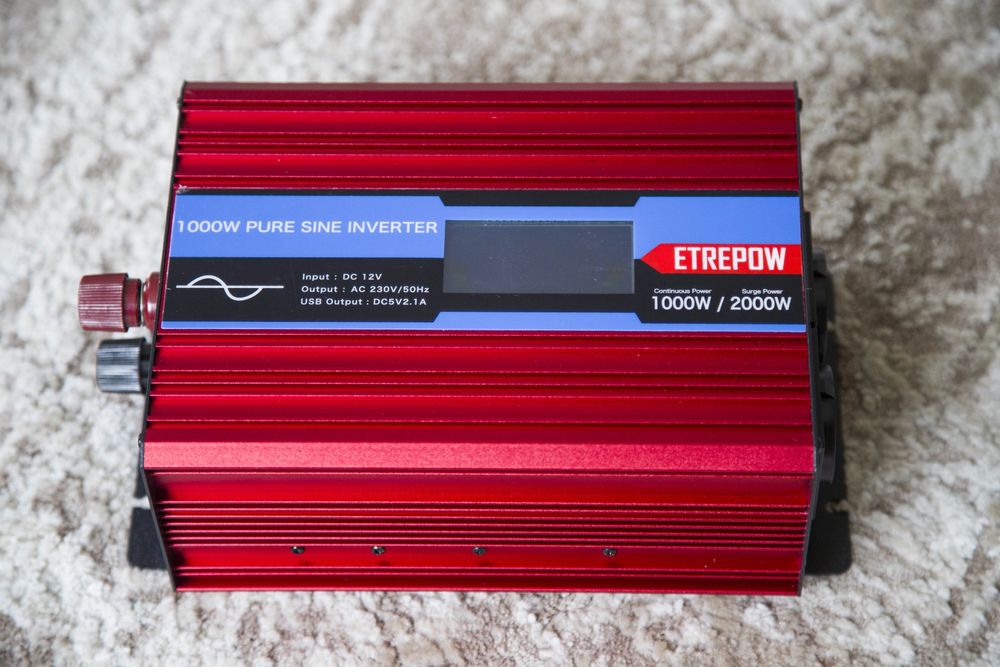 1000W PURE SINE INVERTER
Input : DC 12V
Output : AC 230V/50Hz
USB Output : DC5V2.1A
ETREPOW
Continuous Power Surge Power
1000W / 2000W